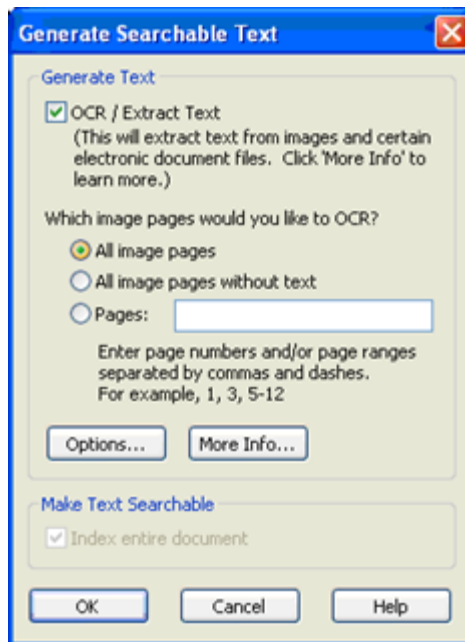 Generate Searchable Text
Generate Text
OCR / Extract Text
(This will extract text from images and certain
electronic document files. Click 'More Info' to
learn more.)
Which image pages would you like to OCR?
All image pages
All image pages without text
Pages:
Enter page numbers and/or page ranges
separated by commas and dashes.
For example, 1, 3, 5-12
Options... More Info...
Make Text Searchable
Index entire document
OK Cancel Help